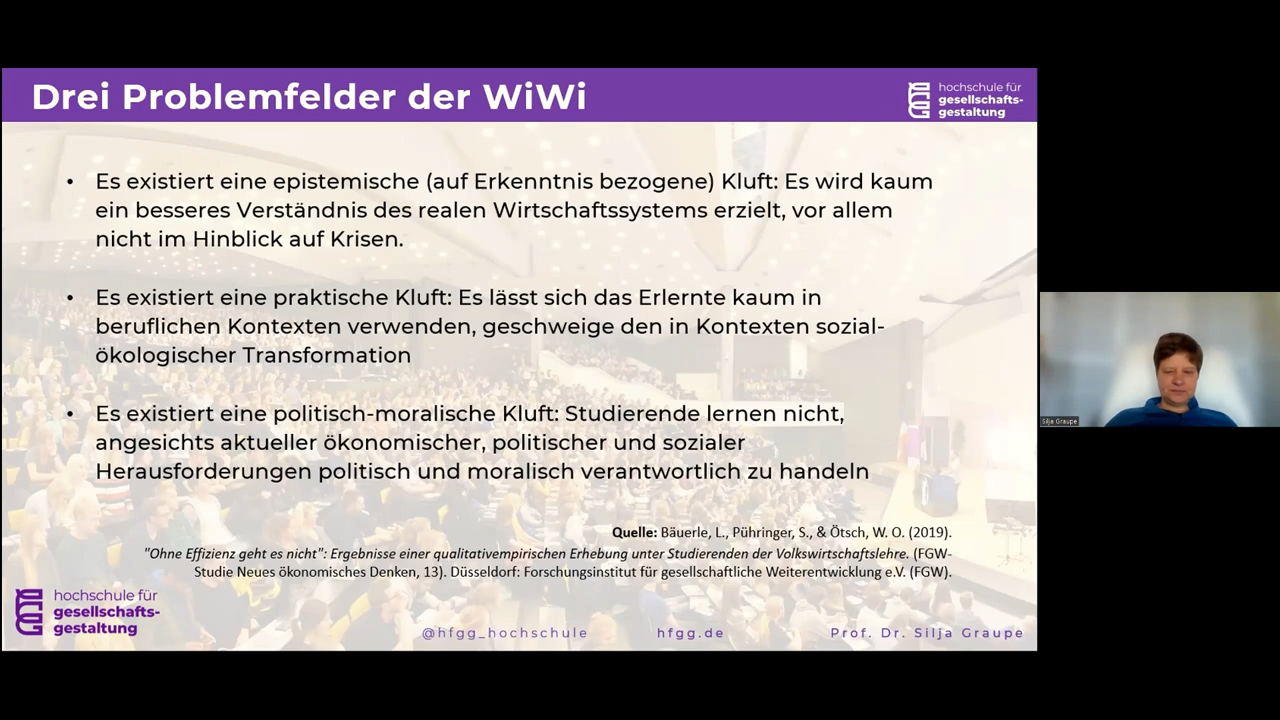 Drei Problemfelder der WiWi
hochschule für
gesellschafts-
gestaltung
• Es existiert eine epistemische (auf Erkenntnis bezogene) Kluft: Es wird kaum
ein besseres Verständnis des realen Wirtschaftssystems erzielt, vor allem
nicht im Hinblick auf Krisen.
• Es existiert eine praktische Kluft: Es lässt sich das Erlernte kaum in
beruflichen Kontexten verwenden, geschweige den in Kontexten sozial-
ökologischer Transformation
• Es existiert eine politisch-moralische Kluft: Studierende lernen nicht,
angesichts aktueller ökonomischer, politischer und sozialer
Herausforderungen politisch und moralisch verantwortlich zu handeln
Quelle: Bäuerle, L., Pühringer, S., & Ötsch, W. O. (2019).
"Ohne Effizienz geht es nicht": Ergebnisse einer qualitativempirischen Erhebung unter Studierenden der Volkswirtschaftslehre. (FGW-
Studie Neues ökonomisches Denken, 13). Düsseldorf: Forschungsinstitut für gesellschaftliche Weiterentwicklung e.V. (FGW).
hochschule für
gesellschafts-
gestaltung
@hfgg_hochschule hfgg.de Prof. Dr. Silja Graupe
Silja Graupe